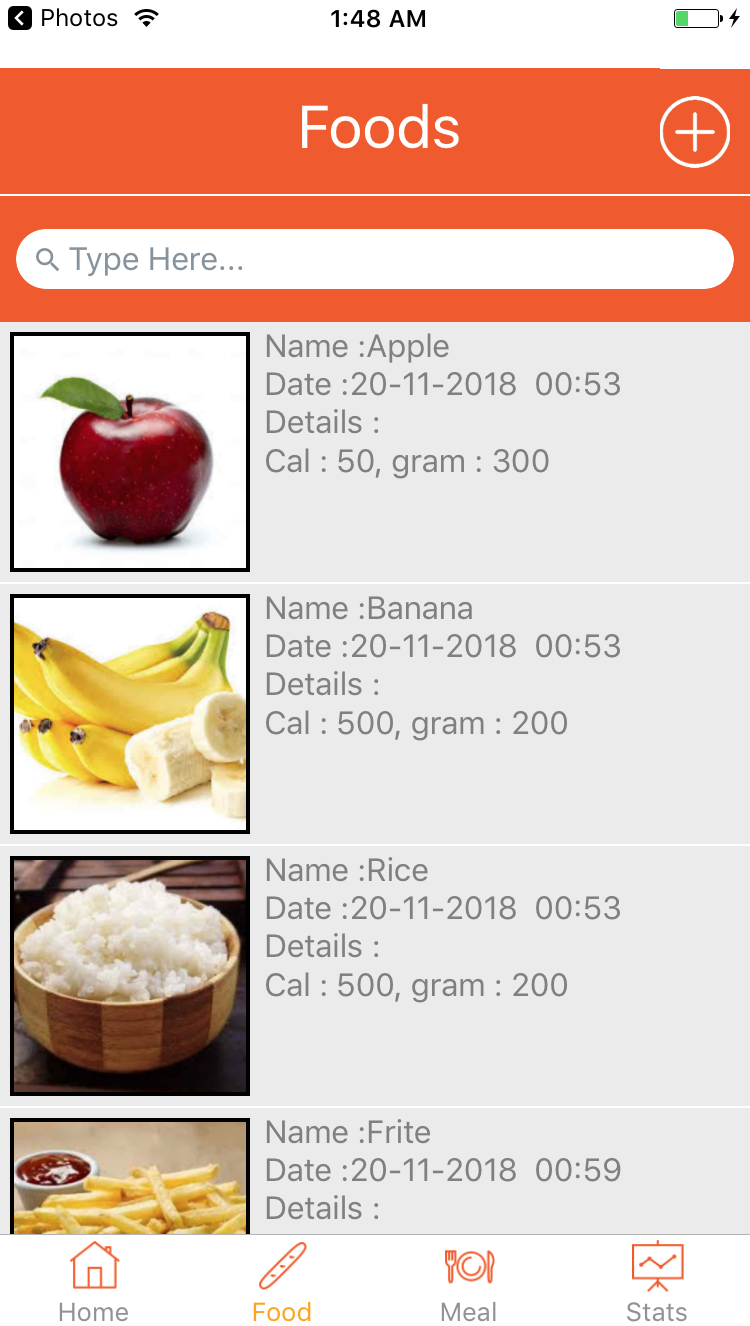 Photos 1:48 AM
Foods
Type Here...
Name :Apple
Date :20-11-2018  00:53
Details :
Cal : 50, gram : 300
Name :Banana
Date :20-11-2018  00:53
Details :
Cal : 500, gram : 200
Name :Rice
Date :20-11-2018  00:53
Details :
Cal : 500, gram : 200
Name :Frite
Date :20-11-2018  00:59
Details :
Home Food Meal Stats